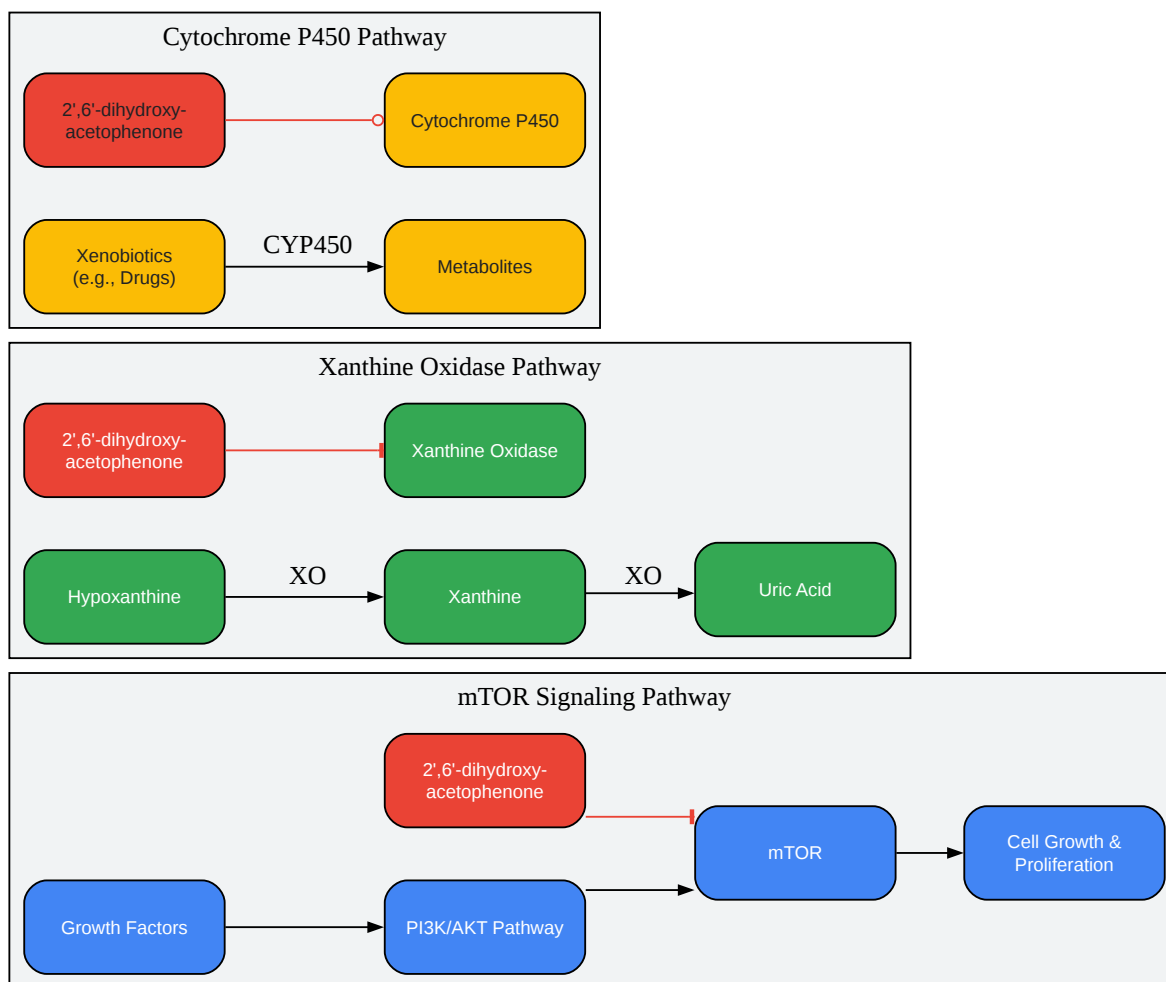 Cytochrome P450 Pathway
2',6'-dihydroxy-
acetophenone
Cytochrome P450
Xenobiotics
(e.g., Drugs)
CYP450
Metabolites
Xanthine Oxidase Pathway
2',6'-dihydroxy-
acetophenone
Xanthine Oxidase
Hypoxanthine
XO
Xanthine
XO
Uric Acid
mTOR Signaling Pathway
2',6'-dihydroxy-
acetophenone
mTOR
Cell Growth &
Proliferation
Growth Factors
PI3K/AKT Pathway